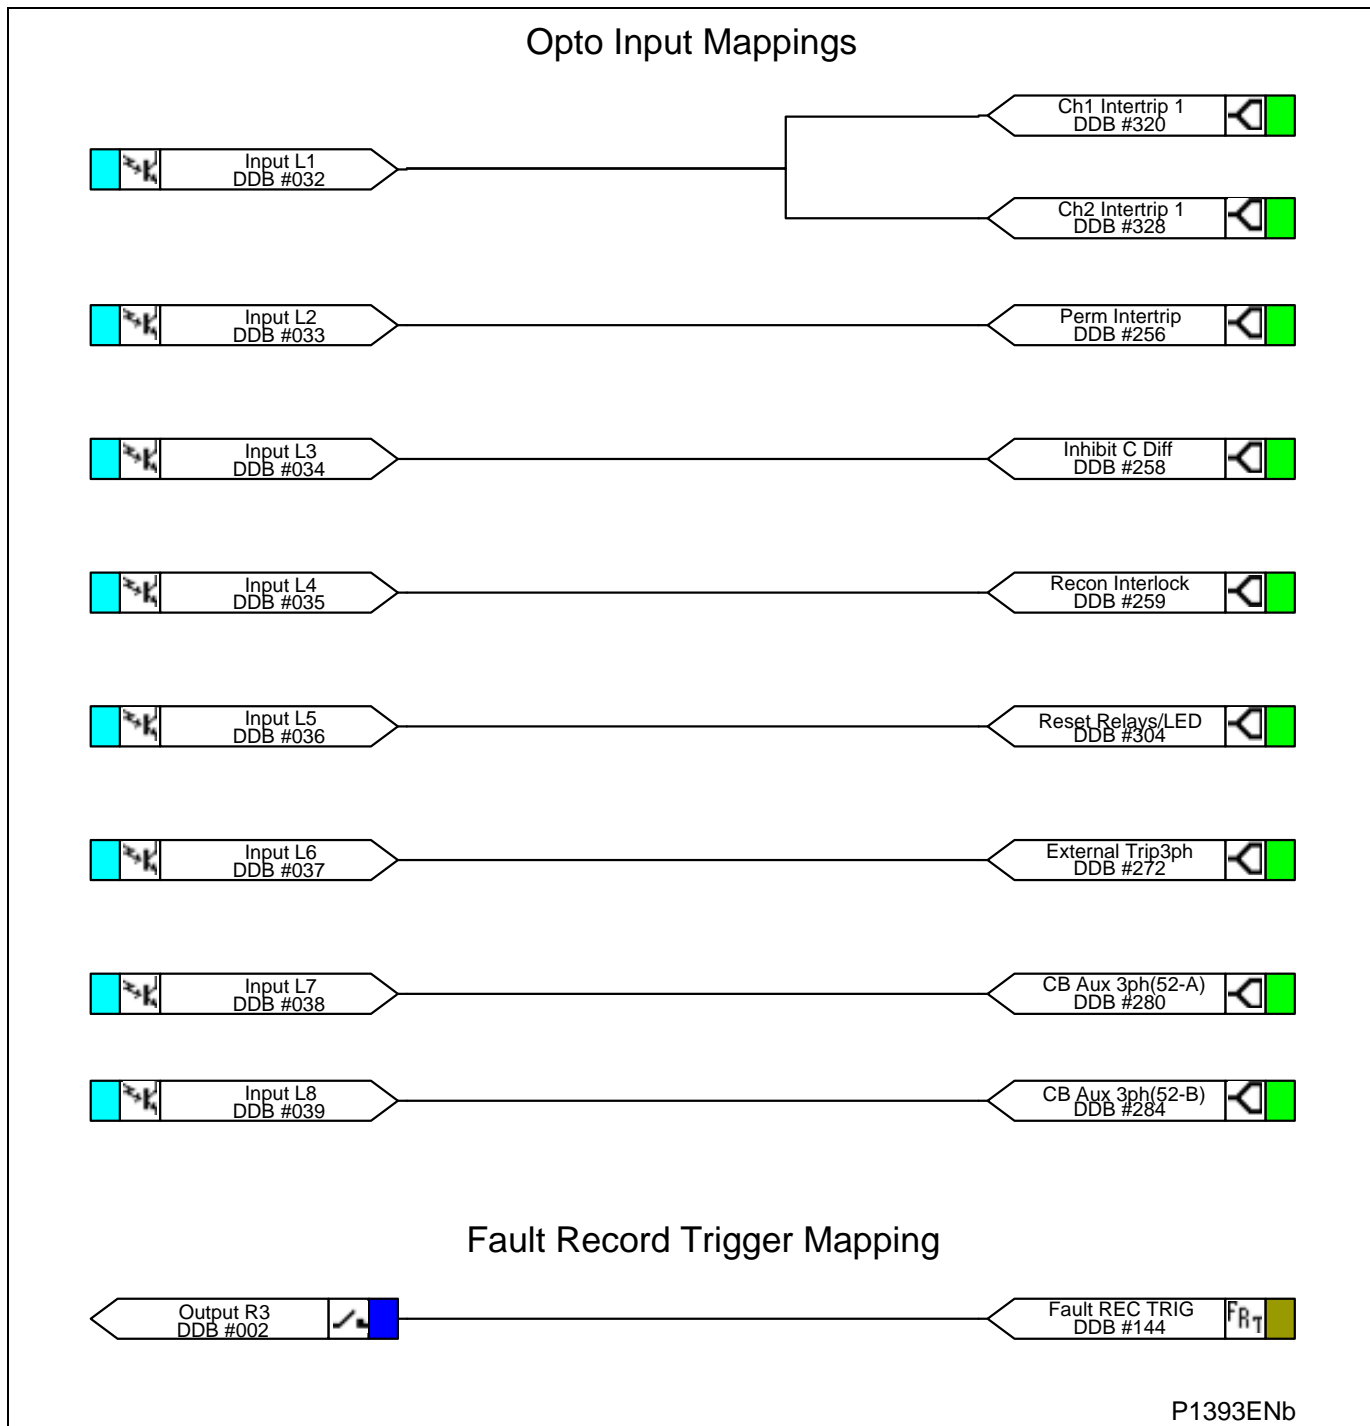 Opto Input Mappings
Ch1 Intertrip 1
DDB #320
Input L1
DDB #032
Ch2 Intertrip 1
DDB #328
Input L2
DDB #033
Perm Intertrip
DDB #256
Input L3
DDB #034
Inhibit C Diff
DDB #258
Input L4
DDB #035
Recon Interlock
DDB #259
Input L5
DDB #036
Reset Relays/LED
DDB #304
Input L6
DDB #037
External Trip3ph
DDB #272
Input L7
DDB #038
CB Aux 3ph(52-A)
DDB #280
Input L8
DDB #039
CB Aux 3ph(52-B)
DDB #284
Fault Record Trigger Mapping
Output R3
DDB #002
Fault REC TRIG
DDB #144
FRT
P1393ENb